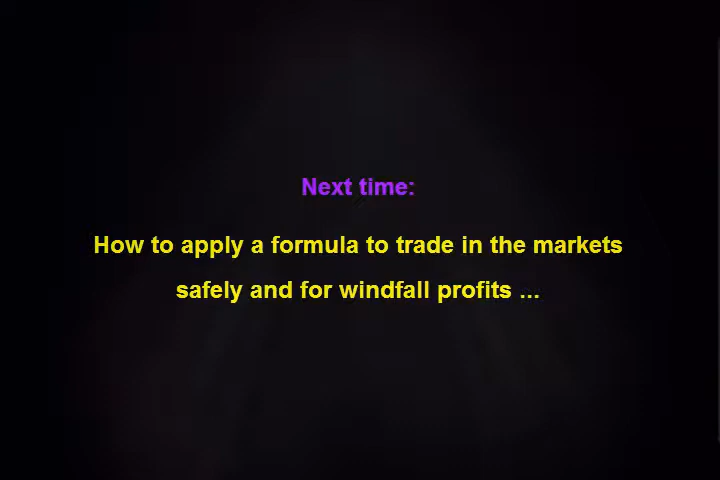 Next time:
How to apply a formula to trade in the markets
safely and for windfall profits ...